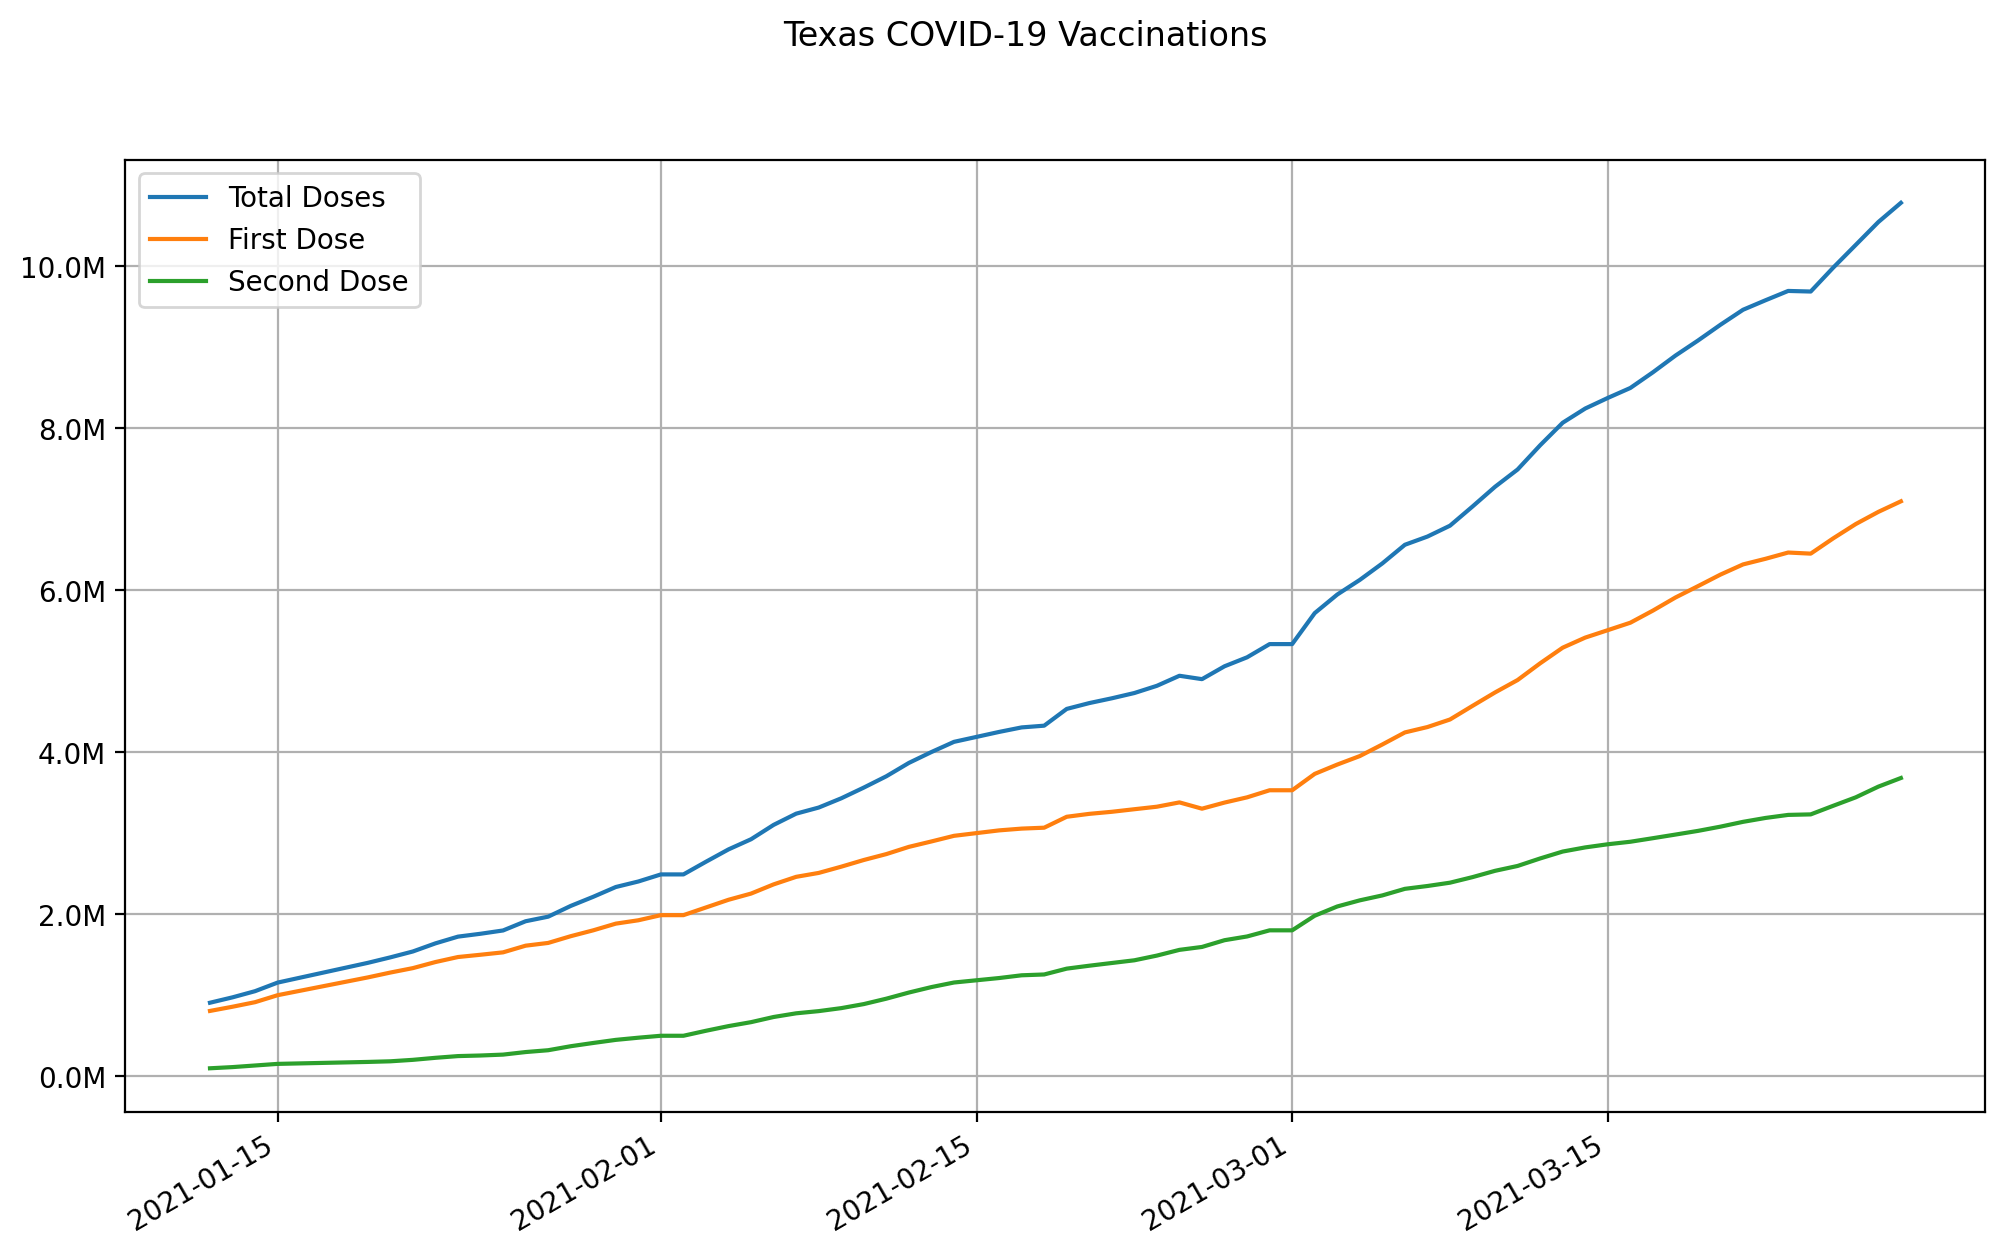 Texas COVID-19 Vaccinations
Total Doses
First Dose
Second Dose
10.0M
8.0M
6.0M
4.0M
2.0M
0.0M
2021-01-15
2021-02-01
2021-02-15
2021-03-01
2021-03-15